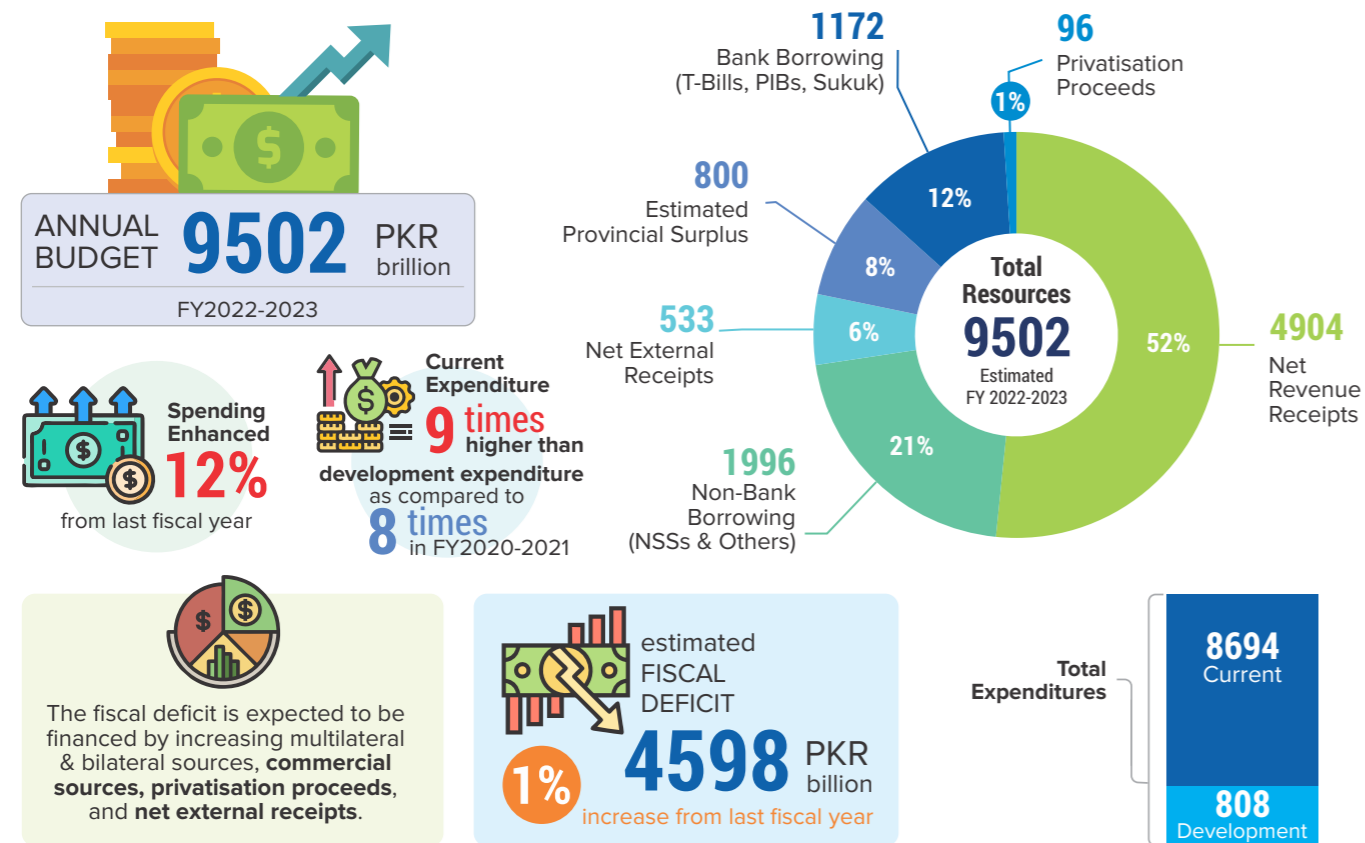 ANNUAL
BUDGET
9502
PKR
brillion
FY2022-2023
Spending
Enhanced
12%
from last fiscal year
Current
Expenditure
9 times
higher than
development expenditure
as compared to
8 times
in FY2020-2021
1172
Bank Borrowing
(T-Bills, PIBs, Sukuk)
96
Privatisation
Proceeds
1%
800
Estimated
Provincial Surplus
12%
8%
533
Net External
Receipts
6%
Total
Resources
9502
Estimated
FY 2022-2023
52%
4904
Net
Revenue
Receipts
1996
Non-Bank
Borrowing
(NSSs & Others)
21%
The fiscal deficit is expected to be
financed by increasing multilateral
& bilateral sources, commercial
sources, privatisation proceeds,
and net external receipts.
estimated
FISCAL
DEFICIT
4598
PKR
billion
1%
increase from last fiscal year
Total
Expenditures
8694
Current
808
Development